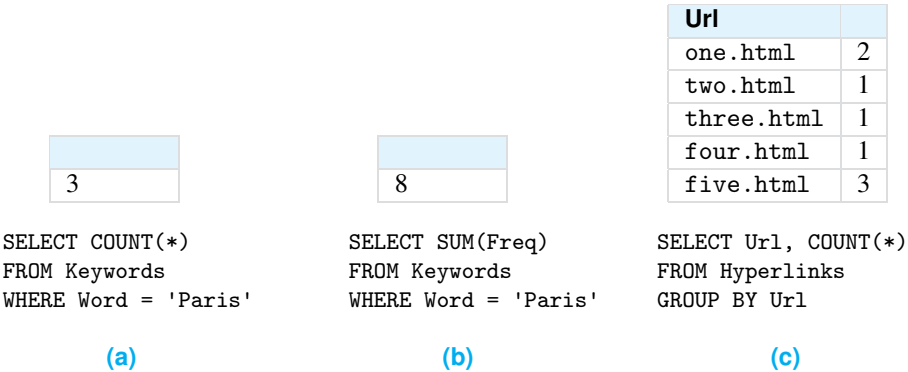 3
SELECT COUNT(*)
FROM Keywords
WHERE Word = 'Paris'
(a)
8
SELECT SUM(Freq)
FROM Keywords
WHERE Word = 'Paris'
(b)
Url
one.html 2
two.html 1
three.html 1
four.html 1
five.html 3
SELECT Url, COUNT(*)
FROM Hyperlinks
GROUP BY Url
(c)